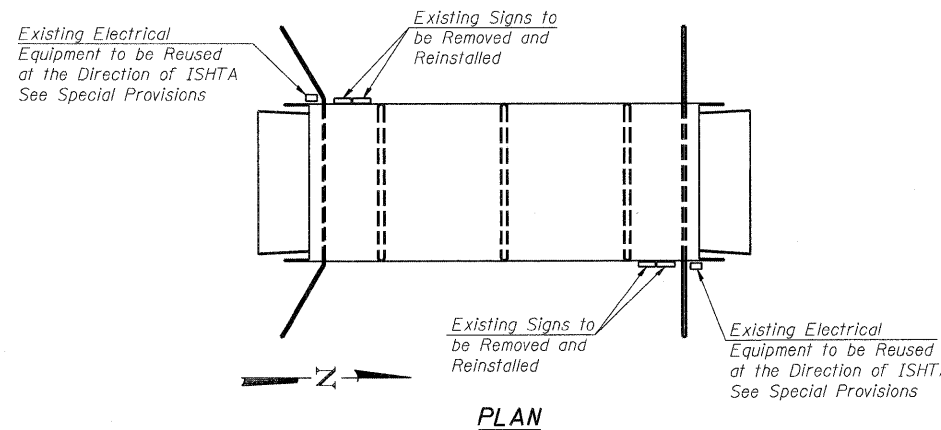 Existing Electrical
Equipment to be Reused
at the Direction of ISHTA
See Special Provisions
Existing Signs to
be Removed and
Reinstalled
Existing Signs to
be Removed and
Reinstalled
Existing Electrical
Equipment to be Reused
at the Direction of ISHTA
See Special Provisions
N
PLAN